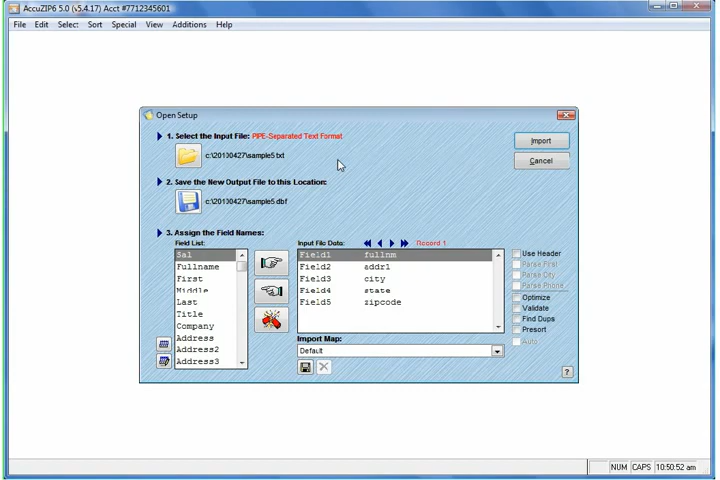 AccuZIP6 5.0 (v5.4.17) Acct #7712345601
File Edit Select Sort Special View Additions Help
Open Setup
1. Select the Input File: PIPE-Separated Text Format
c:\20100427\sample5.txt
Import
Cancel
2. Save the New Output File to this Location:
c:\20100427\sample5.dbf
3. Assign the Field Names:
Field List:
Sal
Fullname
First
Middle
Last
Title
Company
Address
Address2
Address3
Input File Data: Record 1
Field1 fullnm
Field2 addr1
Field3 city
Field4 state
Field5 zipcode
Import Map:
Default
Use Header
Parse First
Parse City
Parse Phone
Optimize
Validate
Find Dups
Presort
Auto
?
NUM CAPS 10:50:52 am